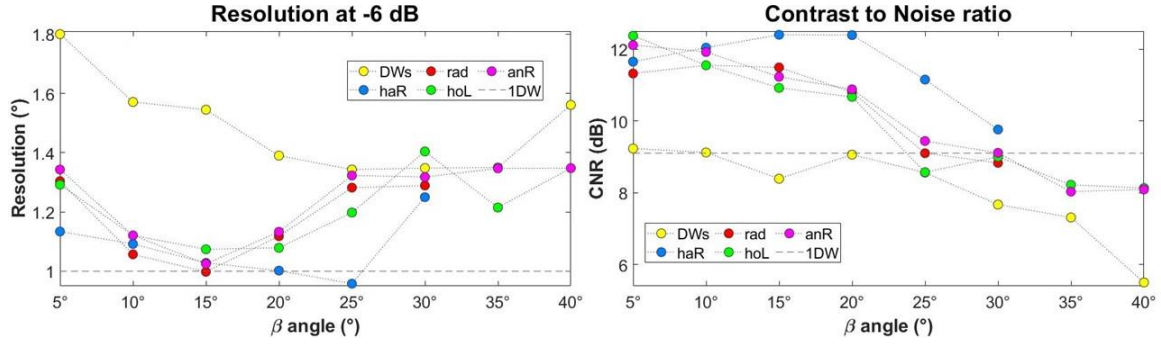 Resolution at -6 dB
1.8
1.6
1.4
1.2
1
Resolution (°)
DWs rad anR
haR hoL 1DW
5° 10° 15° 20° 25° 30° 35° 40°
β angle (°)
Contrast to Noise ratio
12
10
8
6
CNR (dB)
DWs rad anR
haR hoL 1DW
5° 10° 15° 20° 25° 30° 35° 40°
β angle (°)